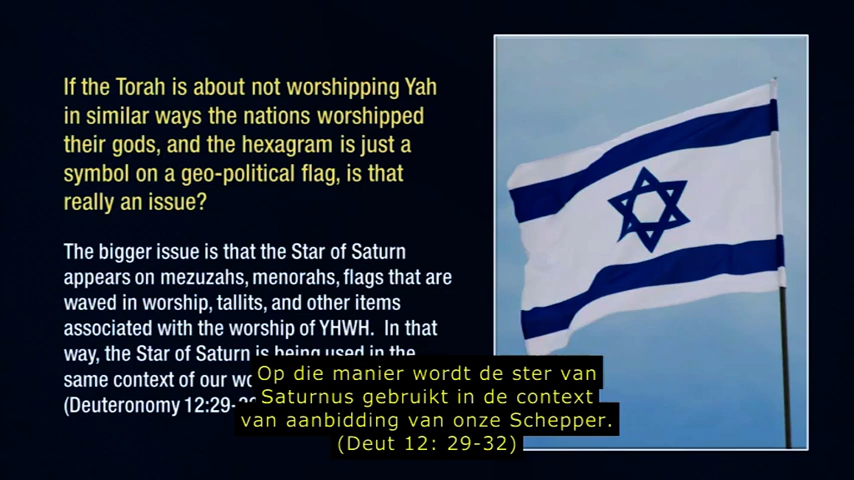 If the Torah is about not worshipping Yah
in similar ways the nations worshipped
their gods, and the hexagram is just a
symbol on a geo-political flag, is that
really an issue?
The bigger issue is that the Star of Saturn
appears on mezuzahs, menorahs, flags that are
waved in worship, tallits, and other items
associated with the worship of YHWH. In that
way, the Star of Saturn is being used in the
same context of our
(Deuteronomy 12:29-
Op die manier wordt de ster van
Saturnus gebruikt in de context
van aanbidding van onze Schepper.
(Deut 12: 29-32)